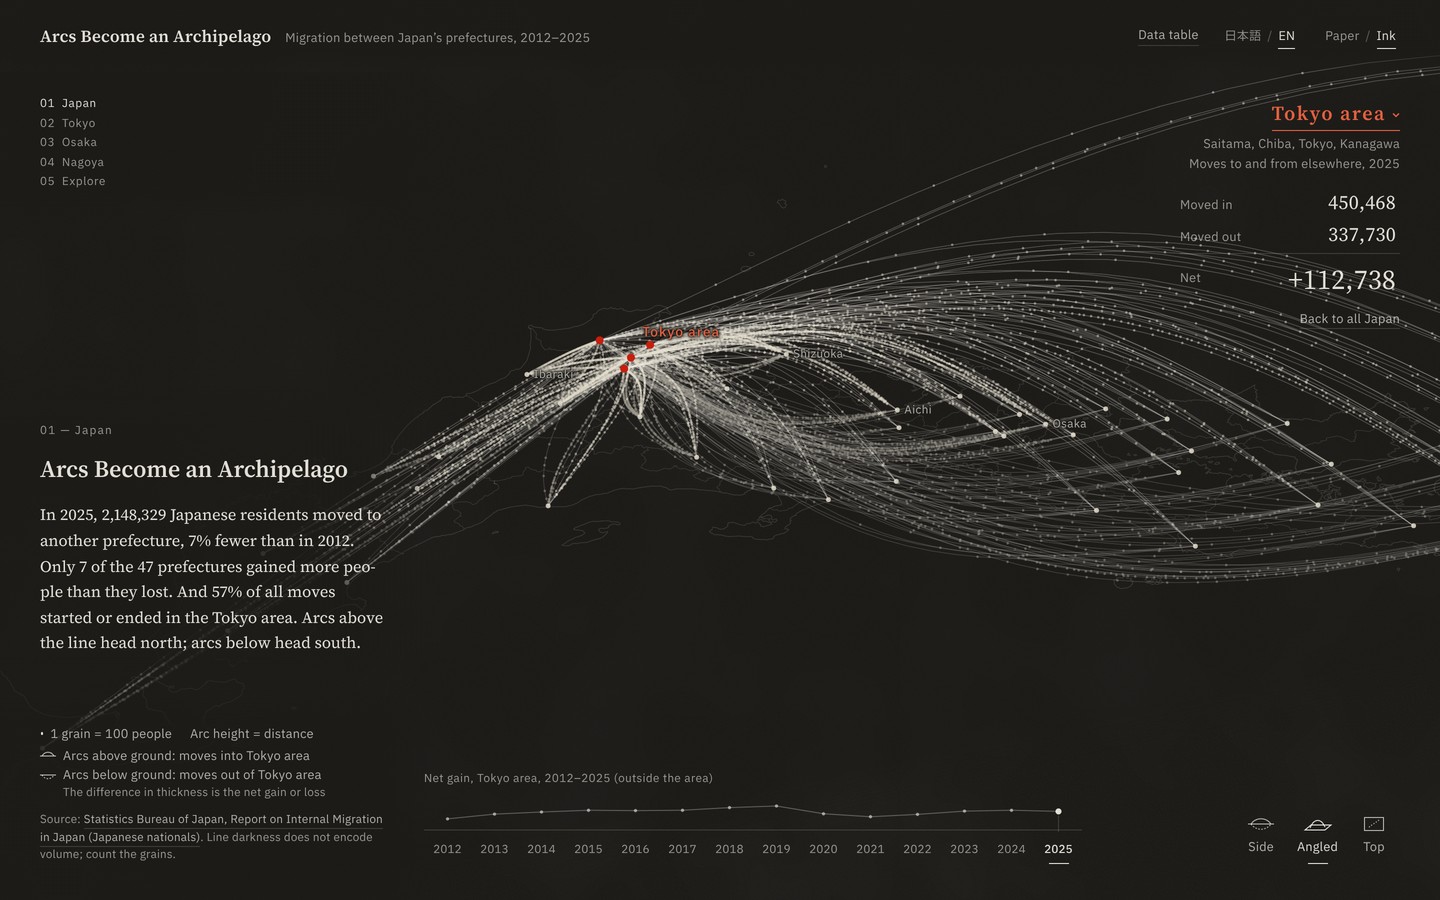 Arcs Become an Archipelago
Migration between Japan's prefectures, 2012–2025
Data table
日本語 / EN
Paper / Ink
01 Japan
02 Tokyo
03 Osaka
04 Nagoya
05 Explore
Tokyo area
Saitama, Chiba, Tokyo, Kanagawa
Moves to and from elsewhere, 2025
Moved in 450,468
Moved out 337,730
Net +112,738
Back to all Japan
Tokyo area
Shizuoka
Ibaraki
Aichi
Osaka
01 — Japan
Arcs Become an Archipelago
In 2025, 2,148,329 Japanese residents moved to
another prefecture, 7% fewer than in 2012.
Only 7 of the 47 prefectures gained more peo-
ple than they lost. And 57% of all moves
started or ended in the Tokyo area. Arcs above
the line head north; arcs below head south.
1 grain = 100 people Arc height = distance
Arcs above ground: moves into Tokyo area
Arcs below ground: moves out of Tokyo area
The difference in thickness is the net gain or loss
Source: Statistics Bureau of Japan, Report on Internal Migration
in Japan (Japanese nationals). Line darkness does not encode
volume; count the grains.
Net gain, Tokyo area, 2012–2025 (outside the area)
2012 2013 2014 2015 2016 2017 2018 2019 2020 2021 2022 2023 2024 2025
Side Angled Top